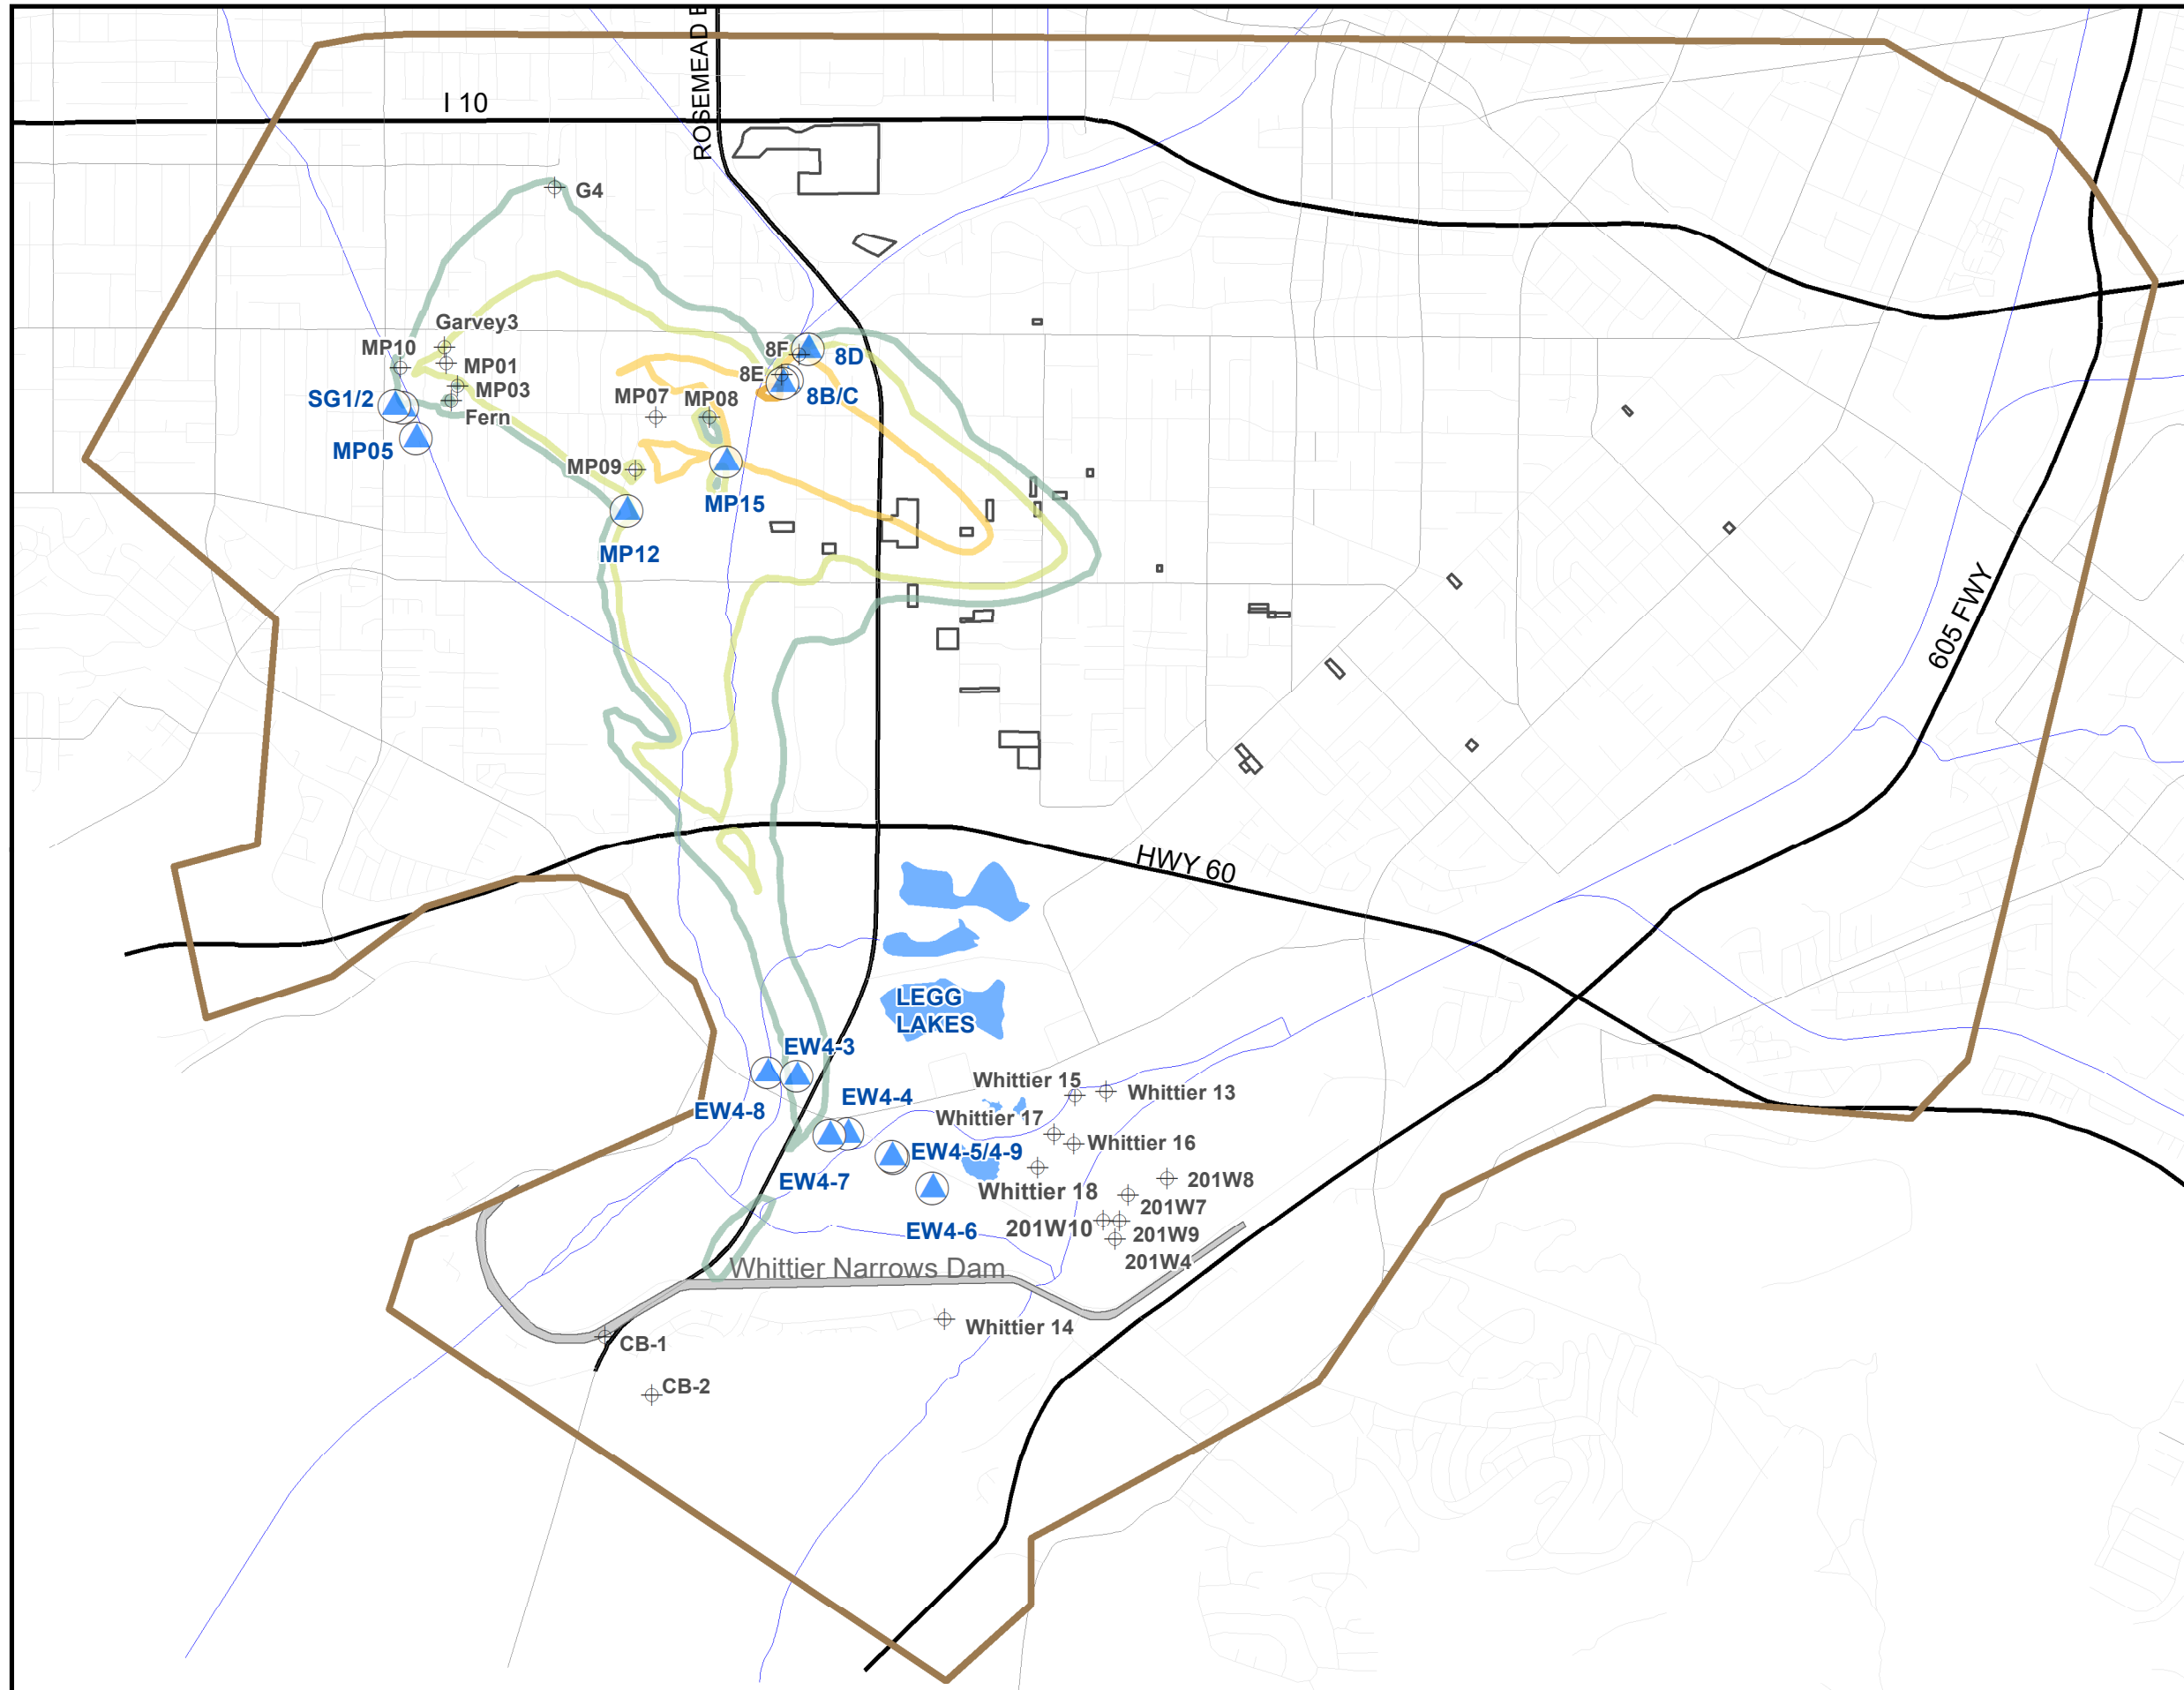 ROSEMEAD B
I 10
G4
Garvey3
MP10
MP01
MP03
SG1/2
Fern
MP05
8F
8D
8E
8B/C
MP07
MP08
MP09
MP15
MP12
605 FWY
HWY 60
LEGG
LAKES
EW4-3
EW4-8
EW4-4
Whittier 15
Whittier 13
Whittier 17
Whittier 16
EW4-5/4-9
EW4-7
Whittier 18
201W8
201W7
EW4-6
201W10
201W9
201W4
Whittier Narrows Dam
Whittier 14
CB-1
CB-2